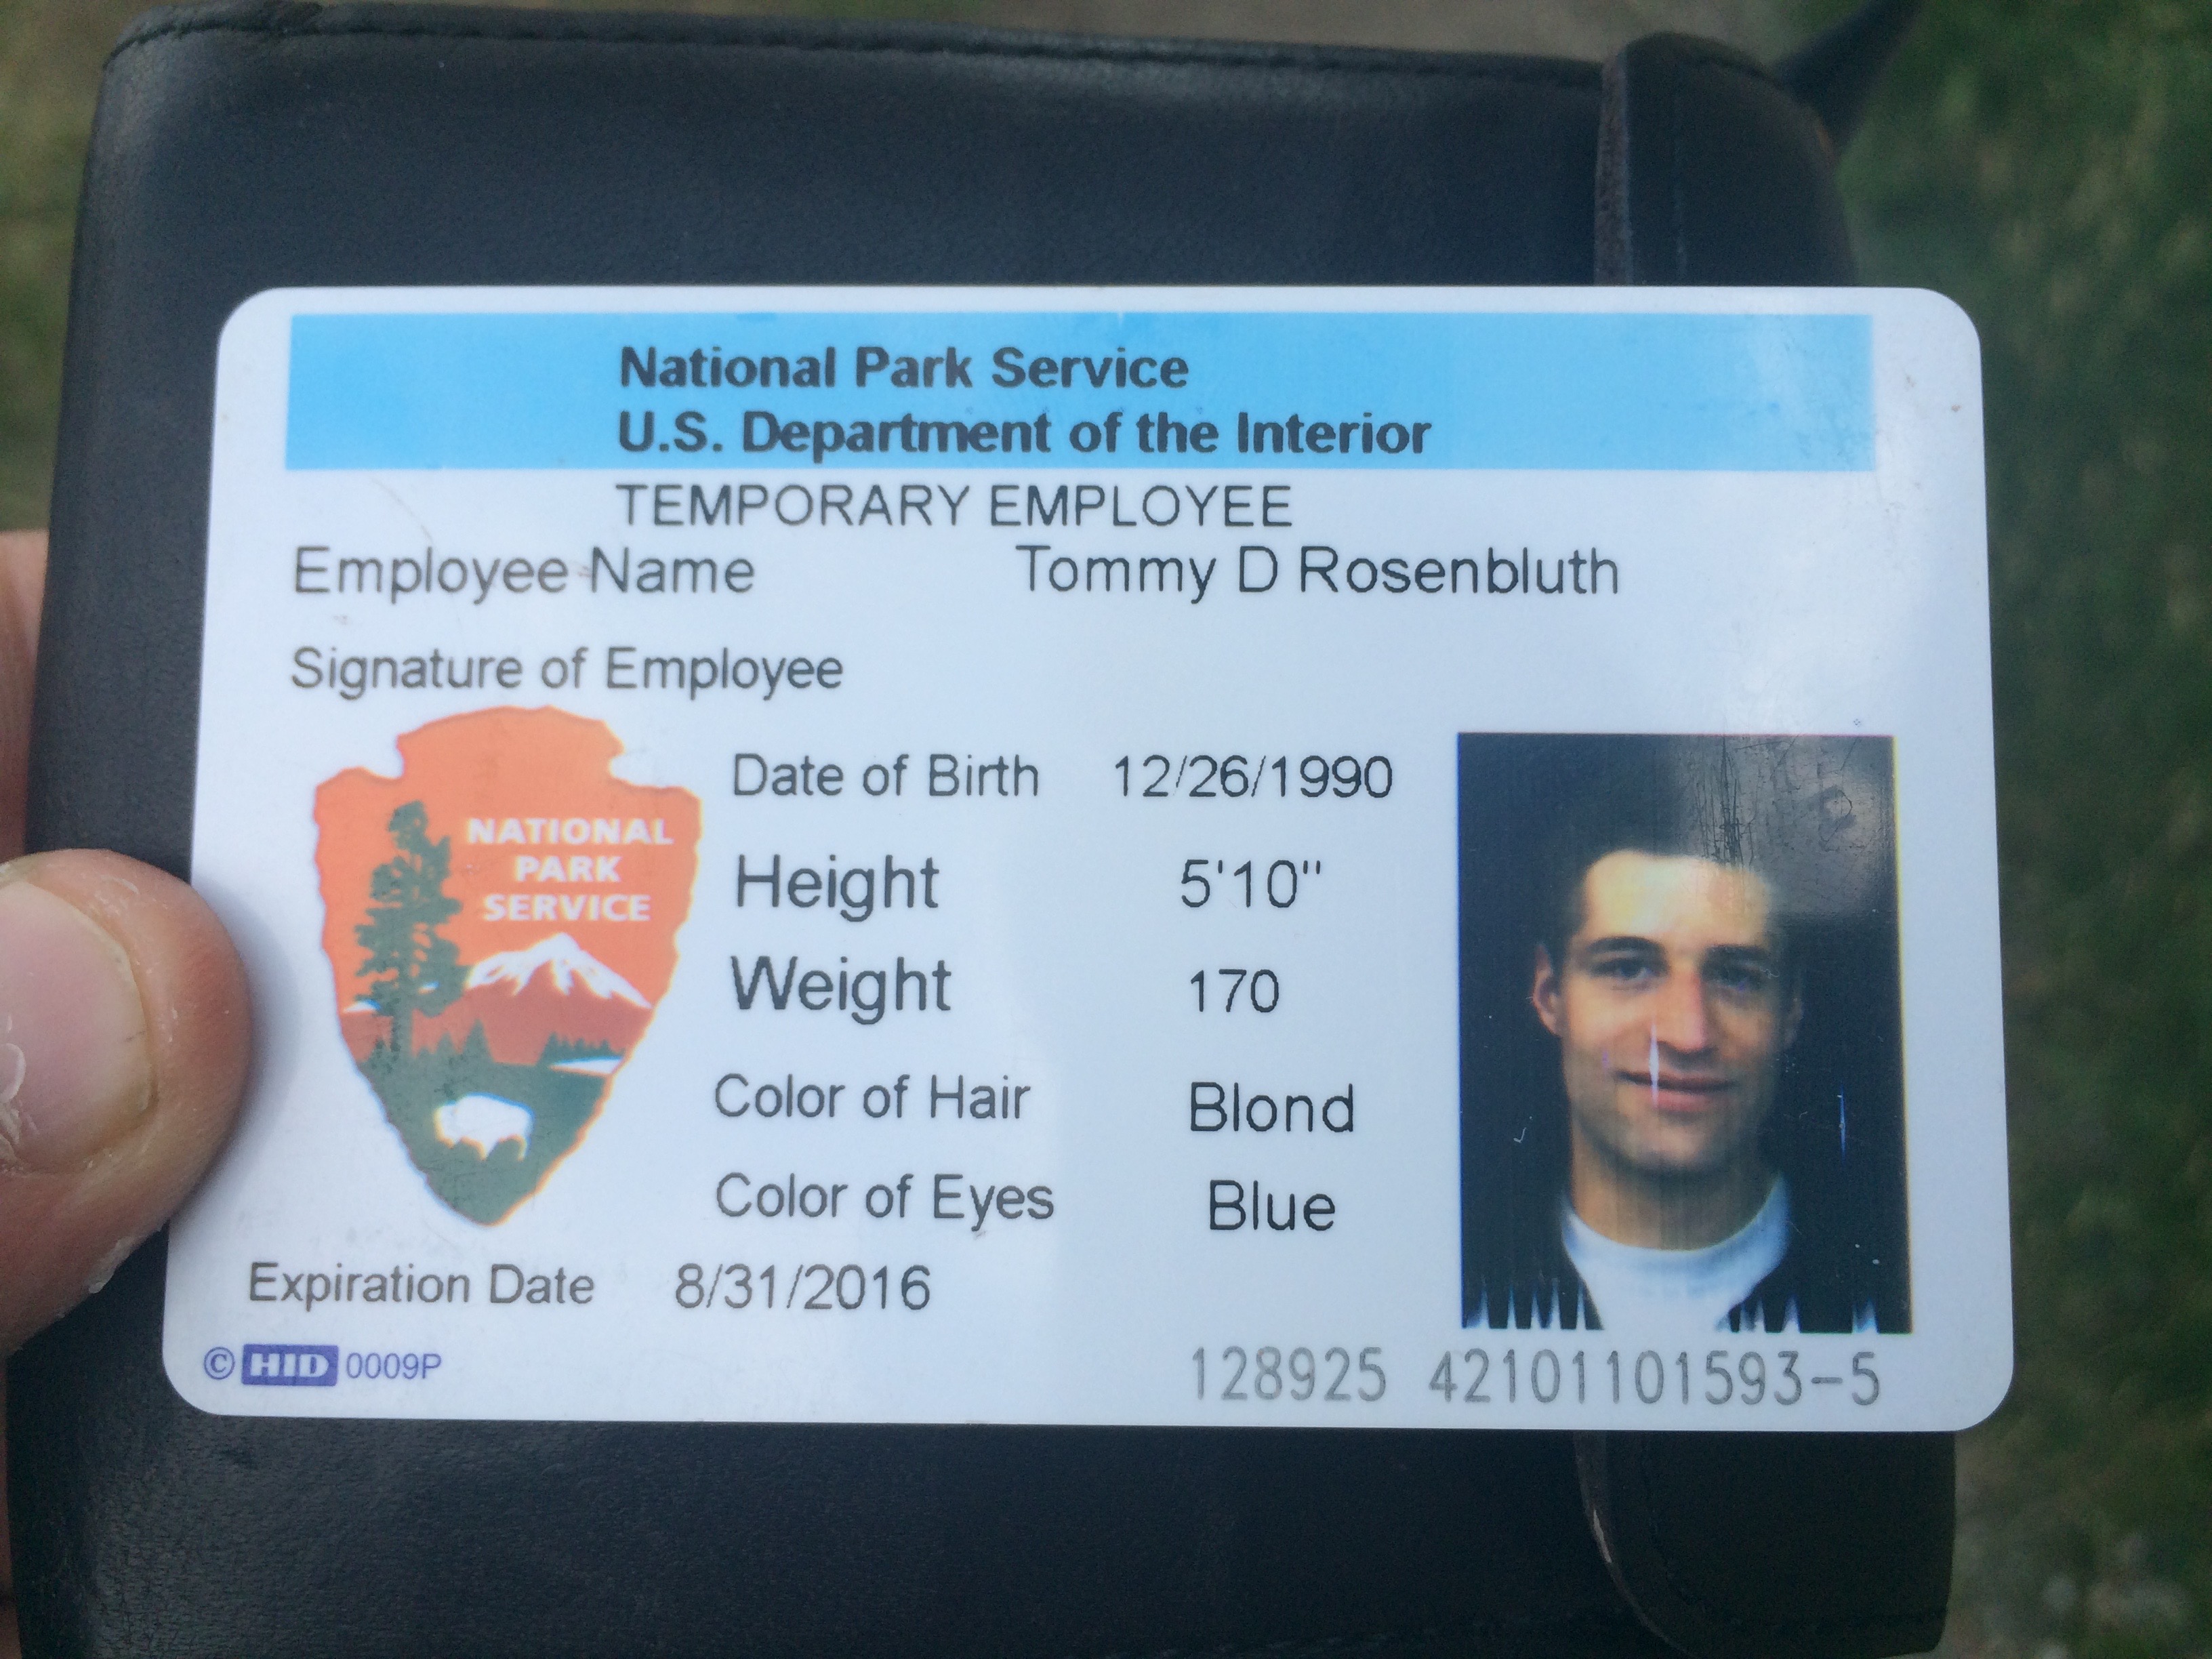 National Park Service
U.S. Department of the Interior
TEMPORARY EMPLOYEE
Employee Name Tommy D Rosenbluth
Signature of Employee
NATIONAL
PARK
SERVICE
Date of Birth 12/26/1990
Height 5'10"
Weight 170
Color of Hair Blond
Color of Eyes Blue
Expiration Date 8/31/2016
© HID 0009P
128925 42101101593-5